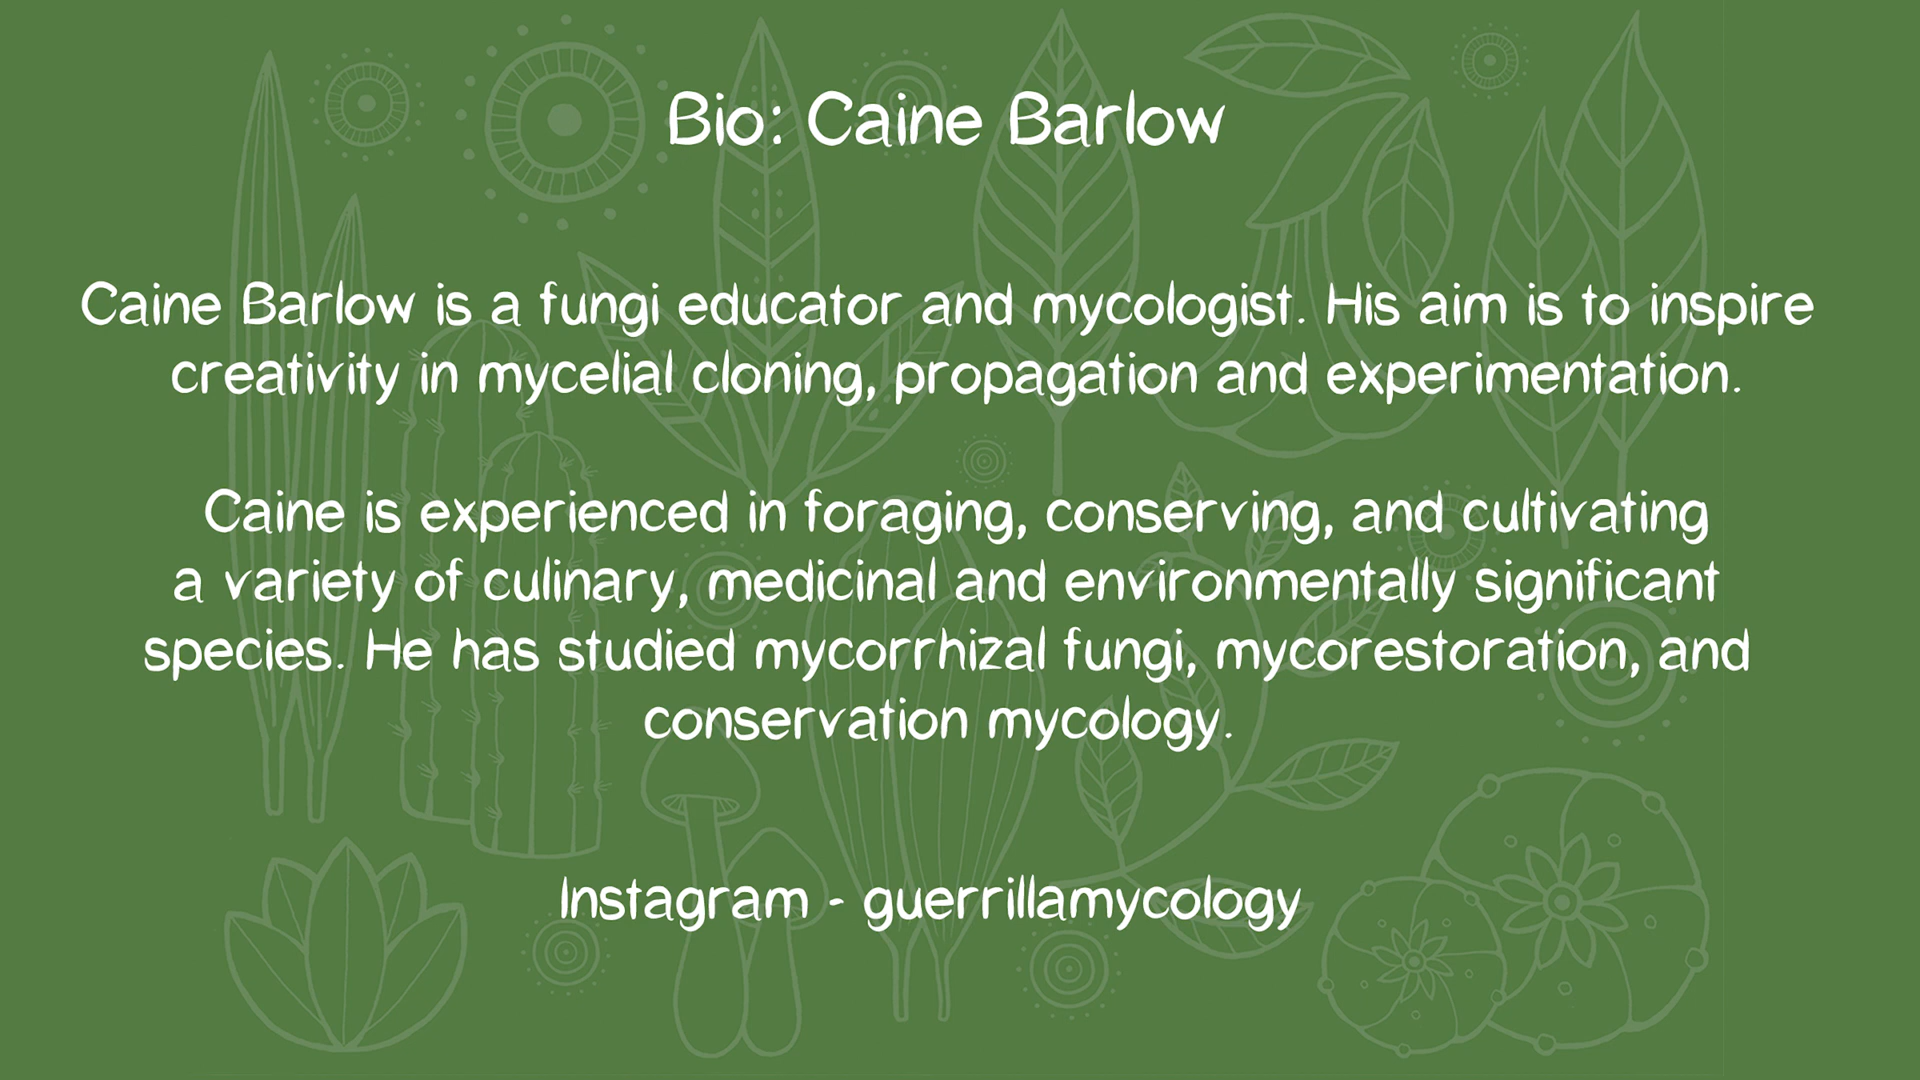 Bio: Caine Barlow
Caine Barlow is a fungi educator and mycologist. His aim is to inspire
creativity in mycelial cloning, propagation and experimentation.
Caine is experienced in foraging, conserving, and cultivating
a variety of culinary, medicinal and environmentally significant
species. He has studied mycorrhizal fungi, mycorestoration, and
conservation mycology.
Instagram - guerrillamycology